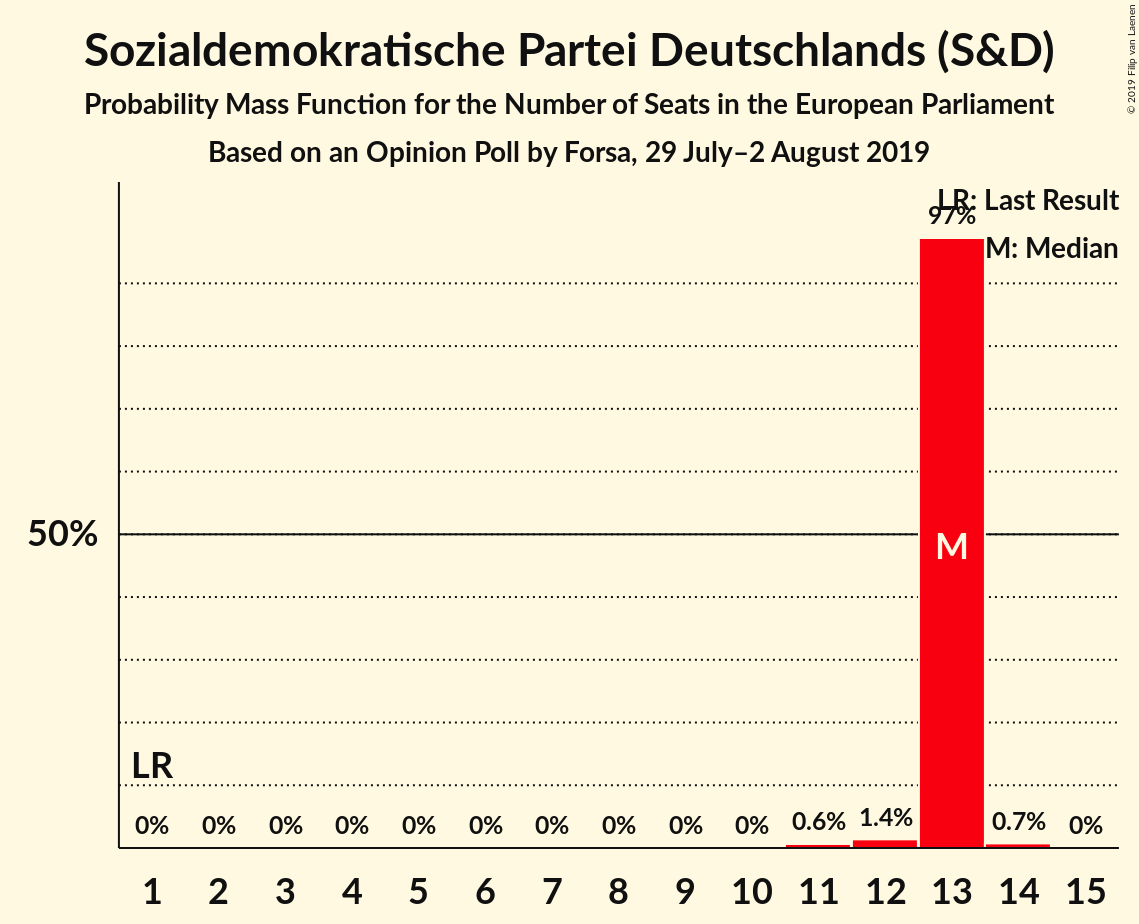 Sozialdemokratische Partei Deutschlands (S&D)
Probability Mass Function for the Number of Seats in the European Parliament
Based on an Opinion Poll by Forsa, 29 July–2 August 2019
© 2019 Filip van Laenen
LR: Last Result
97%
M: Median
50%
M
LR
0% 0% 0% 0% 0% 0% 0% 0% 0% 0% 0.6% 1.4% 0.7% 0%
1 2 3 4 5 6 7 8 9 10 11 12 13 14 15